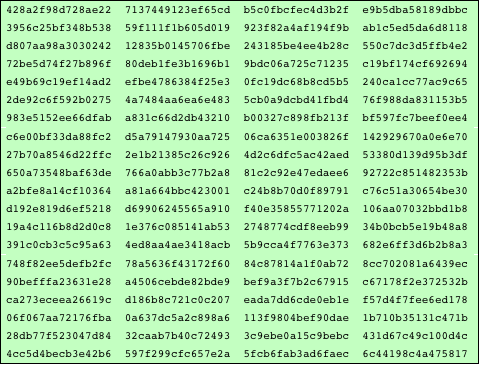 428a2f98d728ae22 7137449123ef65cd b5c0fbcfec4d3b2f e9b5dba58189dbbc
3956c25bf348b538 59f111f1b605d019 923f82a4af194f9b ab1c5ed5da6d8118
d807aa98a3030242 12835b0145706fbe 243185be4ee4b28c 550c7dc3d5ffb4e2
72be5d74f27b896f 80deb1fe3b1696b1 9bdc06a725c71235 c19bf174cf692694
e49b69c19ef14ad2 efbe4786384f25e3 0fc19dc68b8cd5b5 240ca1cc77ac9c65
2de92c6f592b0275 4a7484aa6ea6e483 5cb0a9dcbd41fbd4 76f988da831153b5
983e5152ee66dfab a831c66d2db43210 b00327c898fb213f bf597fc7beef0ee4
c6e00bf33da88fc2 d5a79147930aa725 06ca6351e003826f 142929670a0e6e70
27b70a8546d22ffc 2e1b21385c26c926 4d2c6dfc5ac42aed 53380d139d95b3df
650a73548baf63de 766a0abb3c77b2a8 81c2c92e47edaee6 92722c851482353b
a2bfe8a14cf10364 a81a664bbc423001 c24b8b70d0f89791 c76c51a30654be30
d192e819d6ef5218 d69906245565a910 f40e35855771202a 106aa07032bbd1b8
19a4c116b8d2d0c8 1e376c085141ab53 2748774cdf8eeb99 34b0bcb5e19b48a8
391c0cb3c5c95a63 4ed8aa4ae3418acb 5b9cca4f7763e373 682e6ff3d6b2b8a3
748f82ee5defb2fc 78a5636f43172f60 84c87814a1f0ab72 8cc702081a6439ec
90befffa23631e28 a4506cebde82bde9 bef9a3f7b2c67915 c67178f2e372532b
ca273eceea26619c d186b8c721c0c207 eada7dd6cde0eb1e f57d4f7fee6ed178
06f067aa72176fba 0a637dc5a2c898a6 113f9804bef90dae 1b710b35131c471b
28db77f523047d84 32caab7b40c72493 3c9ebe0a15c9bebc 431d67c49c100d4c
4cc5d4becb3e42b6 597f299cfc657e2a 5fcb6fab3ad6faec 6c44198c4a475817